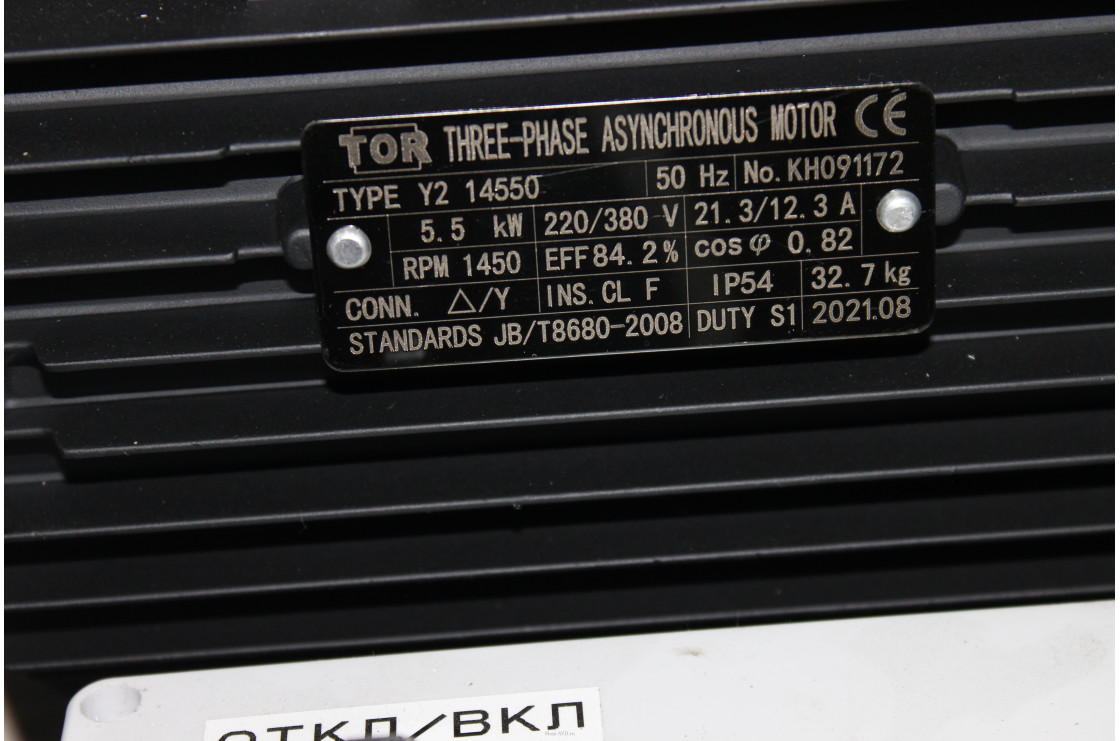 TOR THREE-PHASE ASYNCHRONOUS MOTOR CE
TYPE Y2 14550 50 Hz No. KH091172
5.5 kW 220/380 V 21.3/12.3 A
RPM 1450 EFF 84.2% cos φ 0.82
CONN. △/Y INS. CL F IP54 32.7 kg
STANDARDS JB/T8680-2008 DUTY S1 2021.08
ОТКЛ/ВКЛ